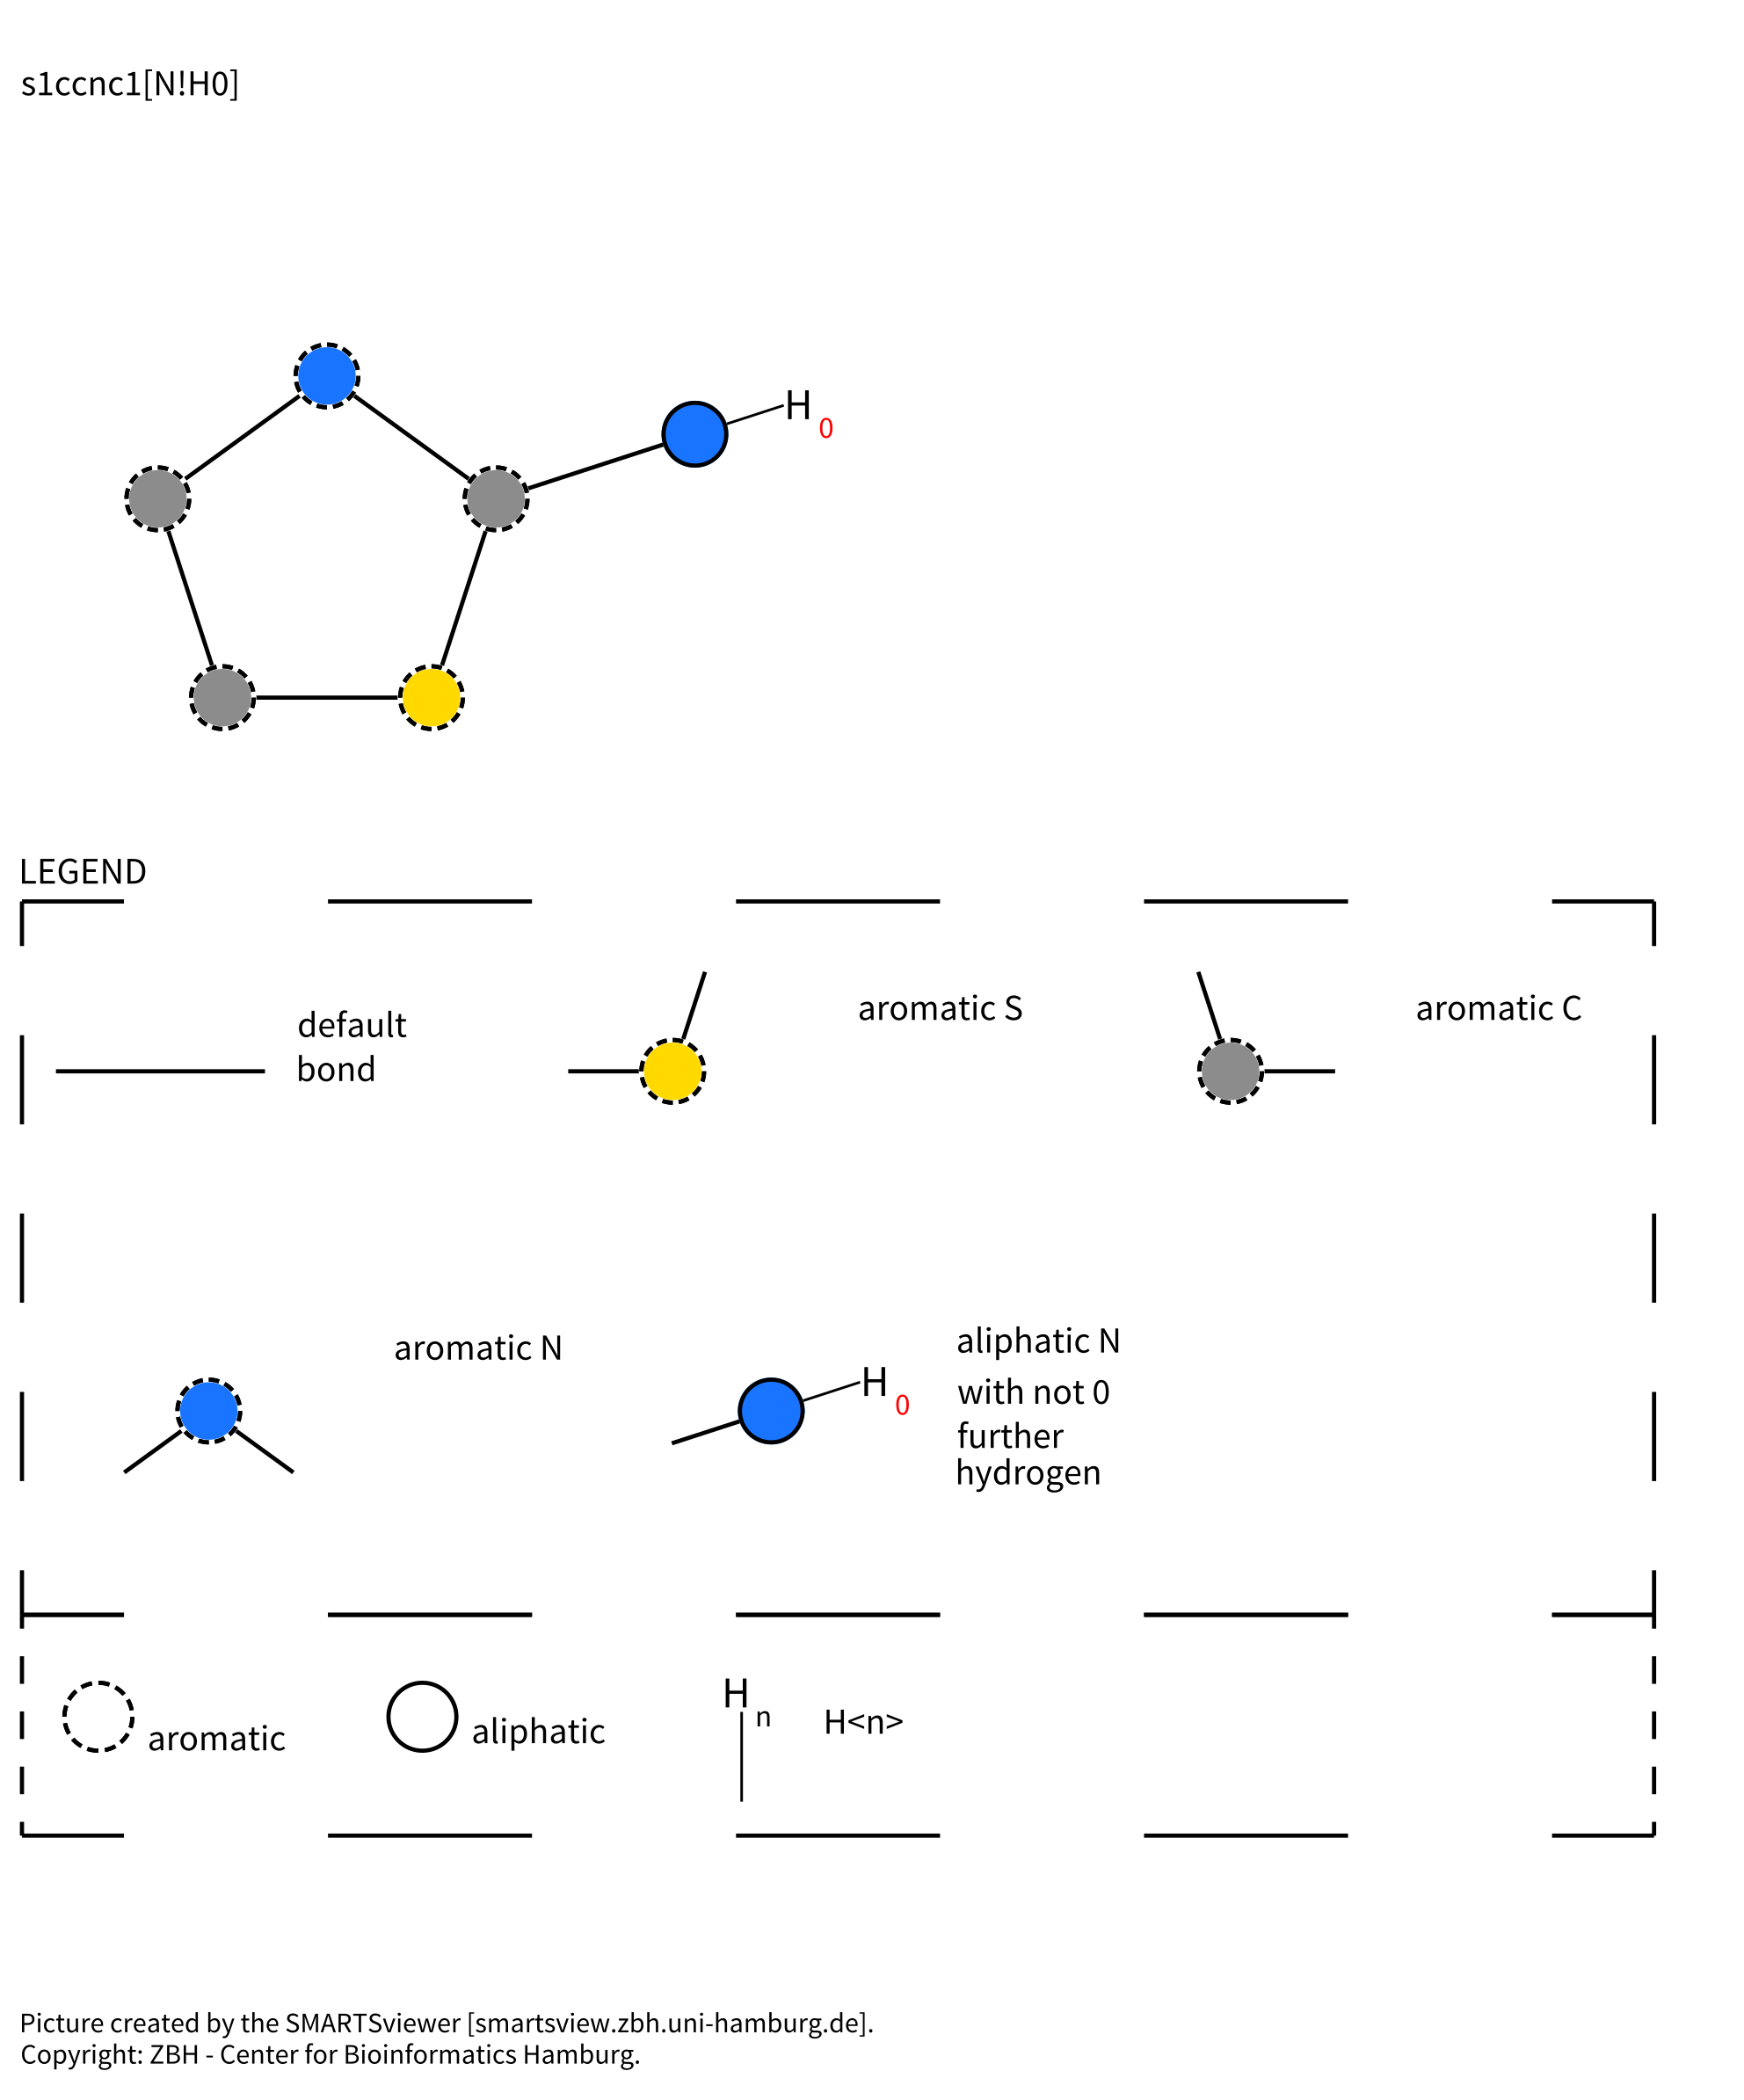 s1ccnc1[N!H0]
H
0
LEGEND
default
bond
aromatic S
aromatic C
aromatic N
H
0
aliphatic N
with not 0
further
hydrogen
aromatic
aliphatic
H
n
H<n>
Picture created by the SMARTSviewer [smartsview.zbh.uni-hamburg.de].
Copyright: ZBH - Center for Bioinformatics Hamburg.